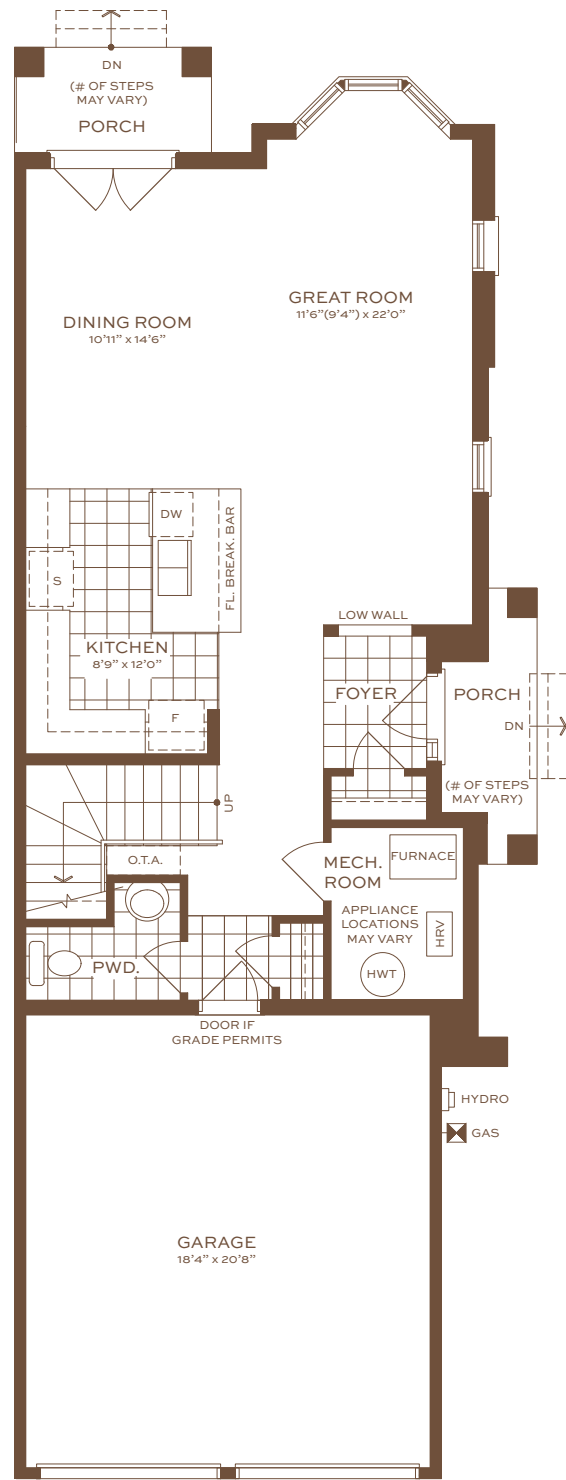 DN
(# OF STEPS
MAY VARY)
PORCH
GREAT ROOM
11'6"(9'4") x 22'0"
DINING ROOM
10'11" x 14'6"
DW
FL. BREAK. BAR
S
KITCHEN
8'9" x 12'0"
F
LOW WALL
FOYER
PORCH
DN
(# OF STEPS
MAY VARY)
UP
O.T.A.
MECH.
ROOM
FURNACE
APPLIANCE
LOCATIONS
MAY VARY
HRV
HWT
PWD.
DOOR IF
GRADE PERMITS
HYDRO
GAS
GARAGE
18'4" x 20'8"